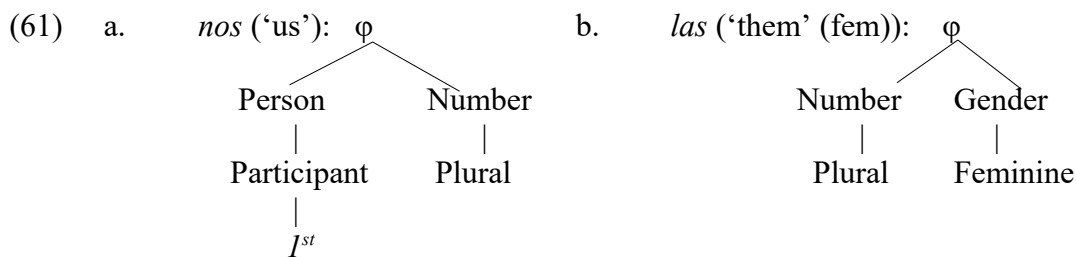 (61) a. nos (‘us’): φ b. las (‘them’ (fem)): φ
Person Number Number Gender
Participant Plural Plural Feminine
1st